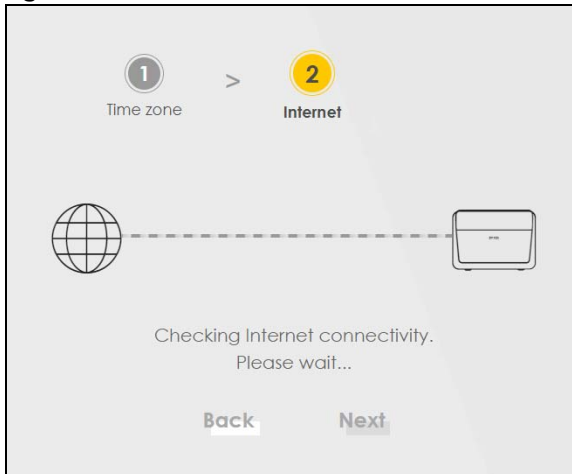 1 > 2
Time zone Internet
Checking Internet connectivity.
Please wait...
Back Next